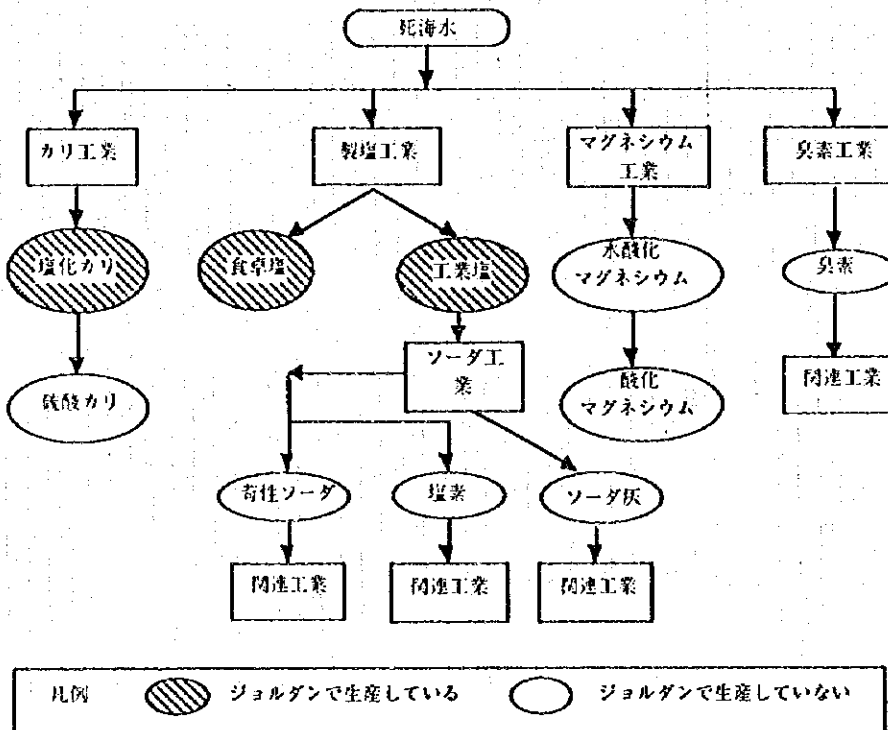 死海水
カリ工業
製塩工業
マグネシウム
工業
臭素工業
塩化カリ
食卓塩
工業塩
水酸化
マグネシウム
臭素
硫酸カリ
ソーダ工
業
酸化
マグネシウム
関連工業
苛性ソーダ
塩素
ソーダ灰
関連工業
関連工業
関連工業
凡例
ジョルダンで生産している
ジョルダンで生産していない